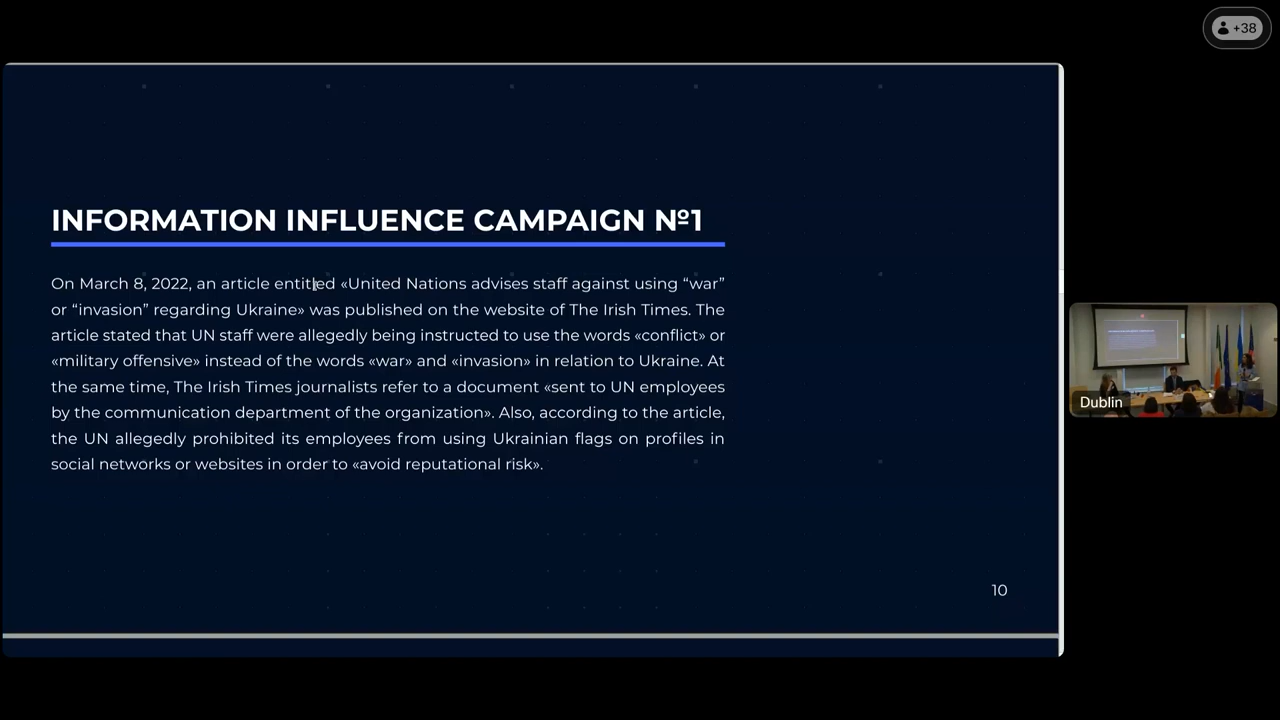 +38
INFORMATION INFLUENCE CAMPAIGN №1
On March 8, 2022, an article entitled «United Nations advises staff against using “war”
or “invasion” regarding Ukraine» was published on the website of The Irish Times. The
article stated that UN staff were allegedly being instructed to use the words «conflict» or
«military offensive» instead of the words «war» and «invasion» in relation to Ukraine. At
the same time, The Irish Times journalists refer to a document «sent to UN employees
by the communication department of the organization». Also, according to the article,
the UN allegedly prohibited its employees from using Ukrainian flags on profiles in
social networks or websites in order to «avoid reputational risk».
10
Dublin